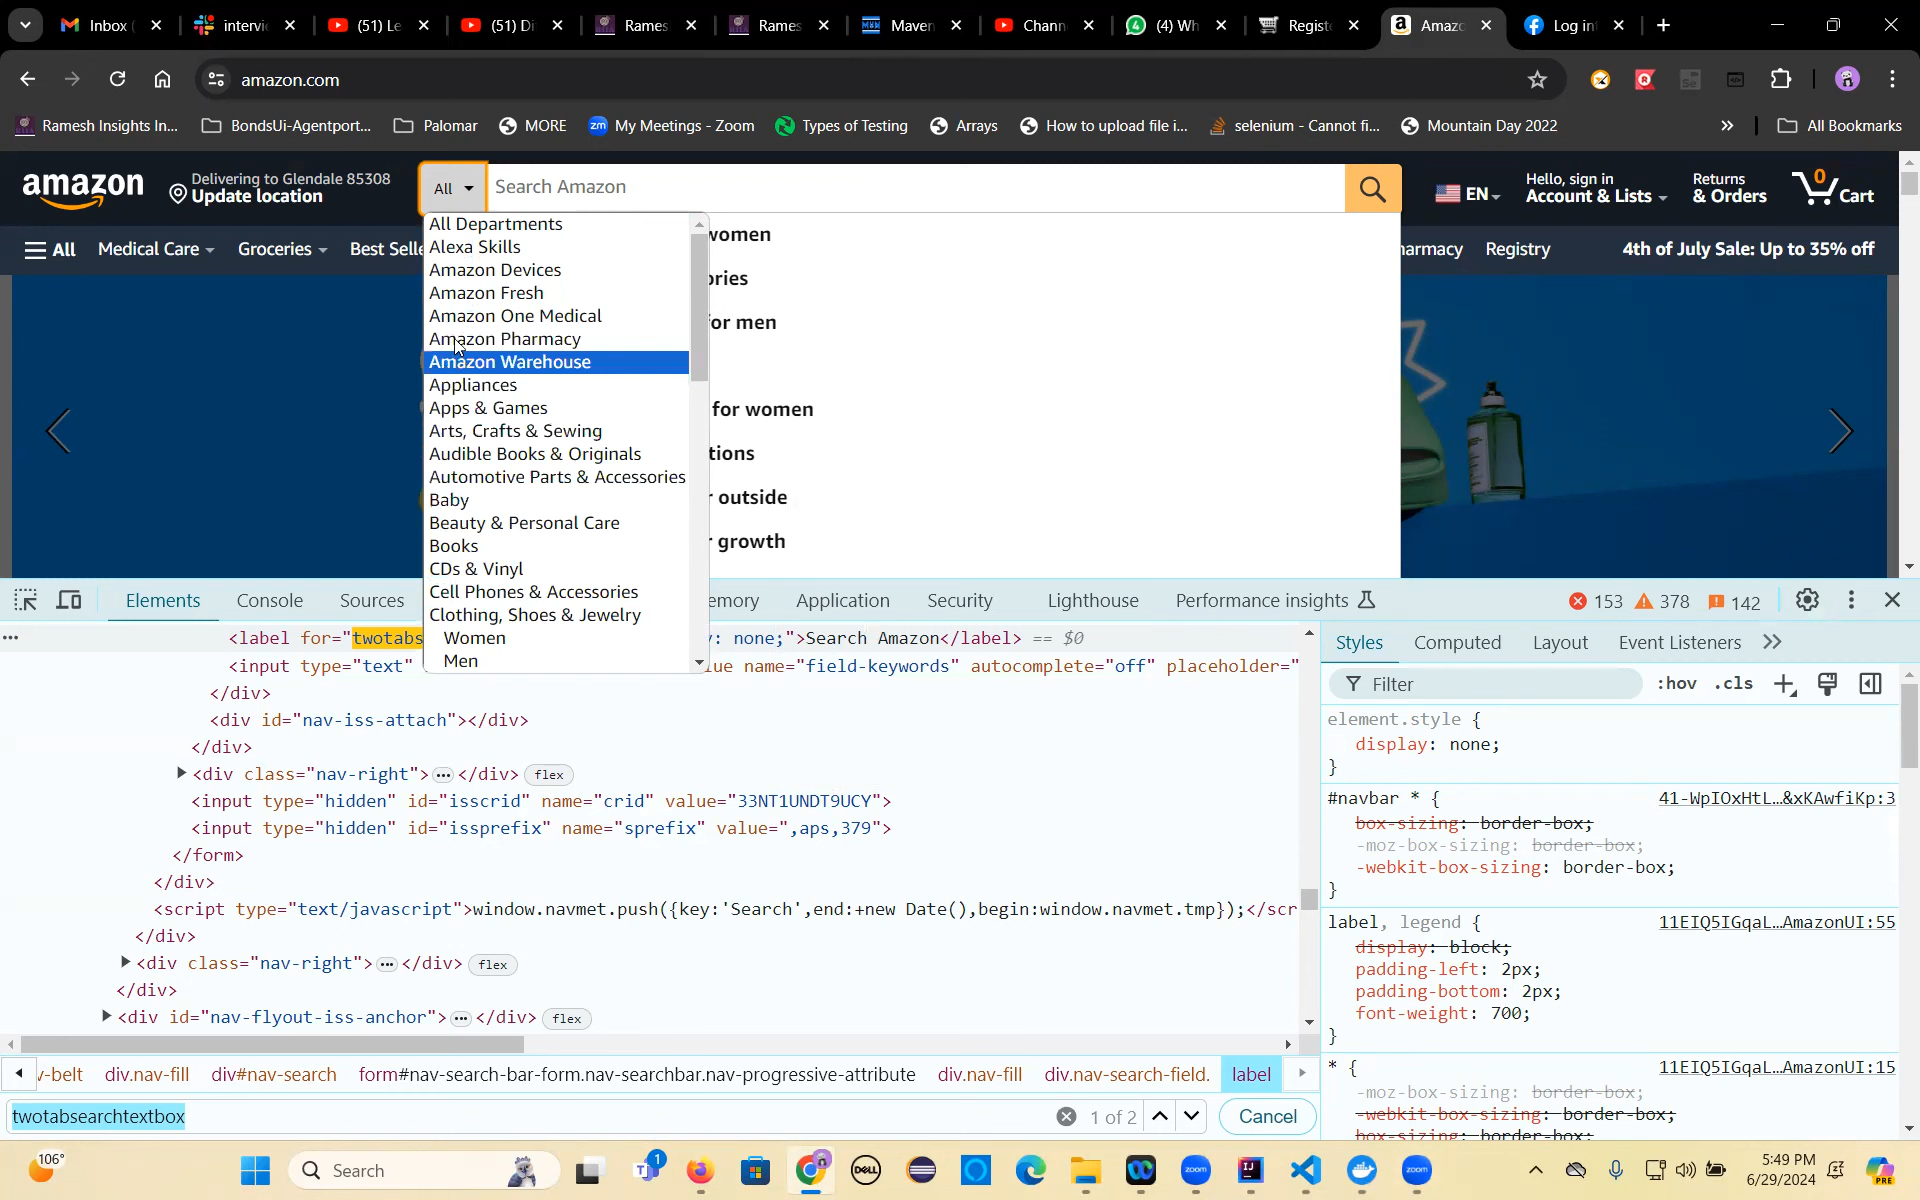 Inbox (
intervie
(51) Le
(51) Di
Rames
Rames
Maven
Chann
(4) Wh
Registe
Amazo
Log int
amazon.com
Ramesh Insights In...
BondsUi-Agentport...
Palomar
MORE
My Meetings - Zoom
Types of Testing
Arrays
How to upload file i...
selenium - Cannot fi...
Mountain Day 2022
All Bookmarks
amazon
Delivering to Glendale 85308
Update location
All
Search Amazon
EN
Hello, sign in
Account & Lists
Returns
& Orders
0
Cart
All
Medical Care
Groceries
Best Selle
harmacy
Registry
4th of July Sale: Up to 35% off
All Departments
Alexa Skills
Amazon Devices
Amazon Fresh
Amazon One Medical
Amazon Pharmacy
Amazon Warehouse
Appliances
Apps & Games
Arts, Crafts & Sewing
Audible Books & Originals
Automotive Parts & Accessories
Baby
Beauty & Personal Care
Books
CDs & Vinyl
Cell Phones & Accessories
Clothing, Shoes & Jewelry
Women
Men
women
ories
for men
for women
tions
r outside
r growth
Elements
Console
Sources
emory
Application
Security
Lighthouse
Performance insights
153
378
142
<label for="twotabs
y: none;">Search Amazon</label> == $0
<input type="text"
lue name="field-keywords" autocomplete="off" placeholder="
</div>
<div id="nav-iss-attach"></div>
</div>
<div class="nav-right">…</div> flex
<input type="hidden" id="isscrid" name="crid" value="33NT1UNDT9UCY">
<input type="hidden" id="issprefix" name="sprefix" value=",aps,379">
</form>
</div>
<script type="text/javascript">window.navmet.push({key:'Search',end:+new Date(),begin:window.navmet.tmp});</scr
</div>
<div class="nav-right">…</div> flex
</div>
<div id="nav-flyout-iss-anchor">…</div> flex
v-belt
div.nav-fill
div#nav-search
form#nav-search-bar-form.nav-searchbar.nav-progressive-attribute
div.nav-fill
div.nav-search-field.
label
twotabsearchtextbox
1 of 2
Cancel
Styles
Computed
Layout
Event Listeners
Filter
:hov
.cls
element.style {
display: none;
}
#navbar * {
41-WpIOxHtL…&xKAwfiKp:3
box-sizing: border-box;
-moz-box-sizing: border-box;
-webkit-box-sizing: border-box;
}
label, legend {
11EIQ5IGqaL…AmazonUI:55
display: block;
padding-left: 2px;
padding-bottom: 2px;
font-weight: 700;
}
* {
11EIQ5IGqaL…AmazonUI:15
-moz-box-sizing: border-box;
-webkit-box-sizing: border-box;
box-sizing: border-box;
106°
Search
1
DELL
zoom
zoom
5:49 PM
6/29/2024
PRE